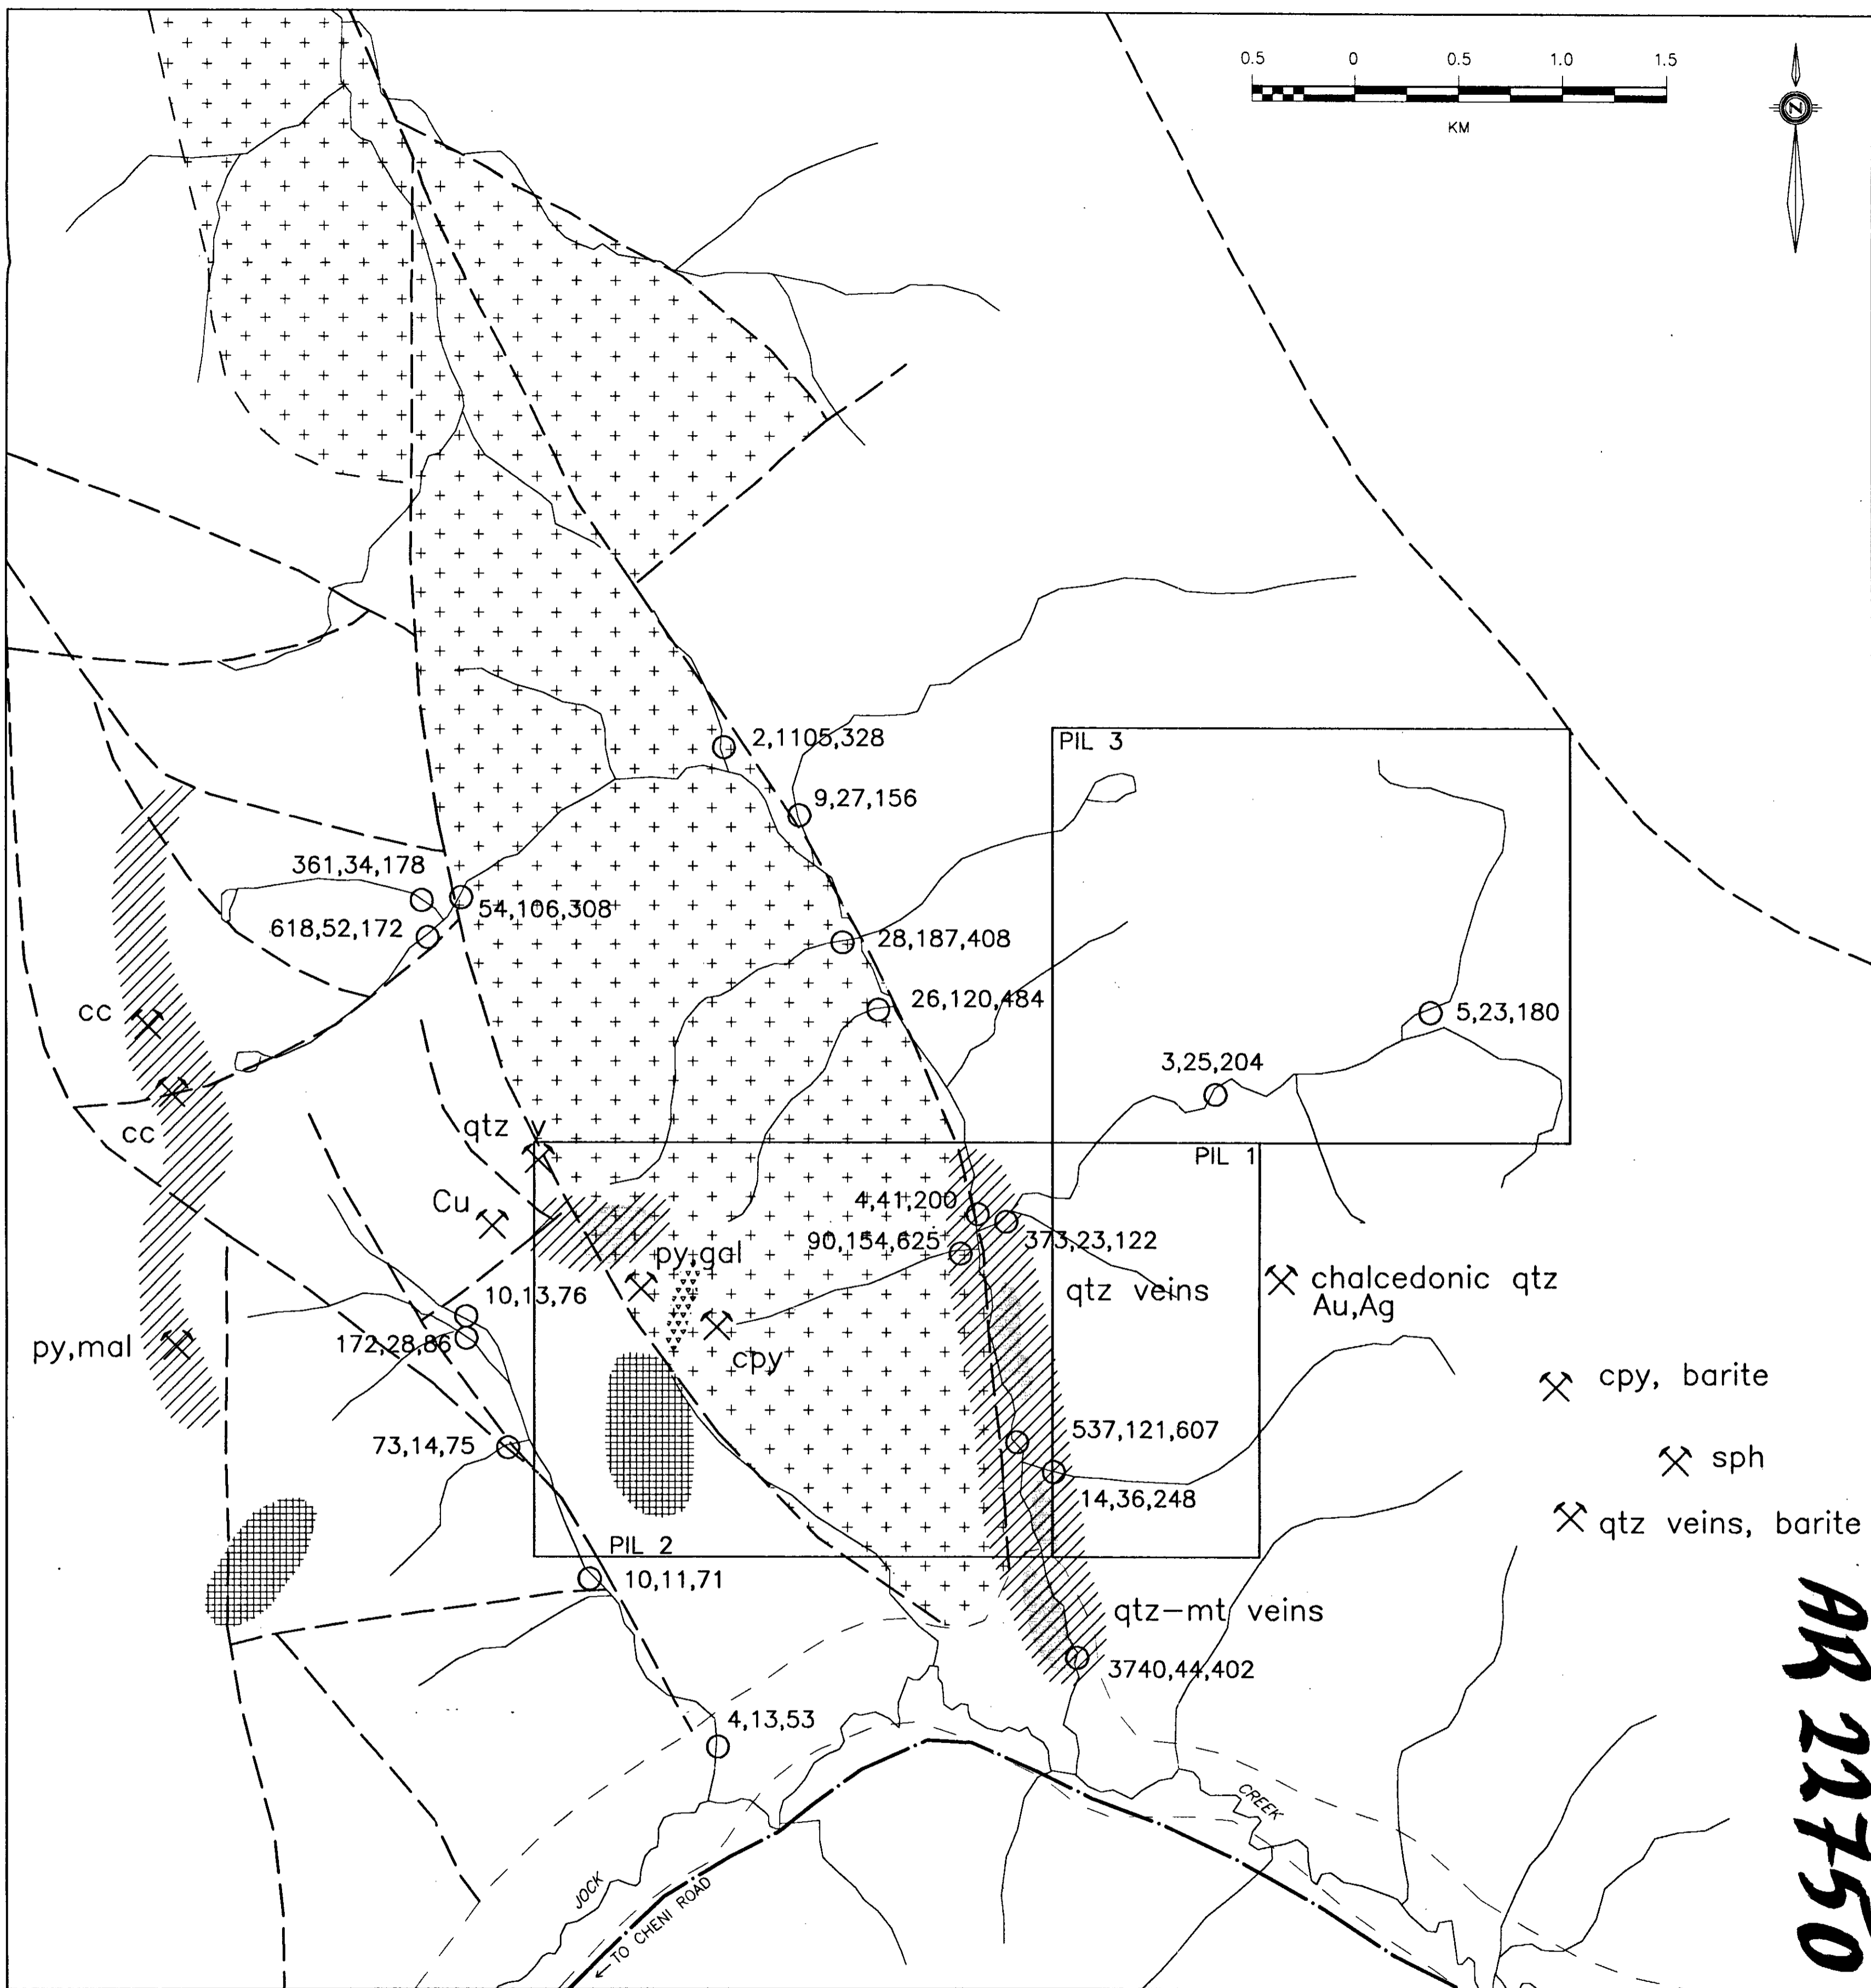 0.5 0 0.5 1.0 1.5
KM
N
2,1105,328
PIL 3
9,27,156
361,34,178
54,106,308
618,52,172
28,187,408
26,120,484
cc
5,23,180
3,25,204
cc
qtz v
PIL 1
Cu
4,41,200
90,154,625
373,23,122
py,gal
qtz veins
chalcedonic qtz
Au,Ag
10,13,76
172,28,86
py,mal
cpy
cpy, barite
73,14,75
537,121,607
sph
14,36,248
qtz veins, barite
PIL 2
10,11,71
qtz-mt veins
3740,44,402
4,13,53
JOCK
CREEK
←TO CHENI ROAD
AR 22750